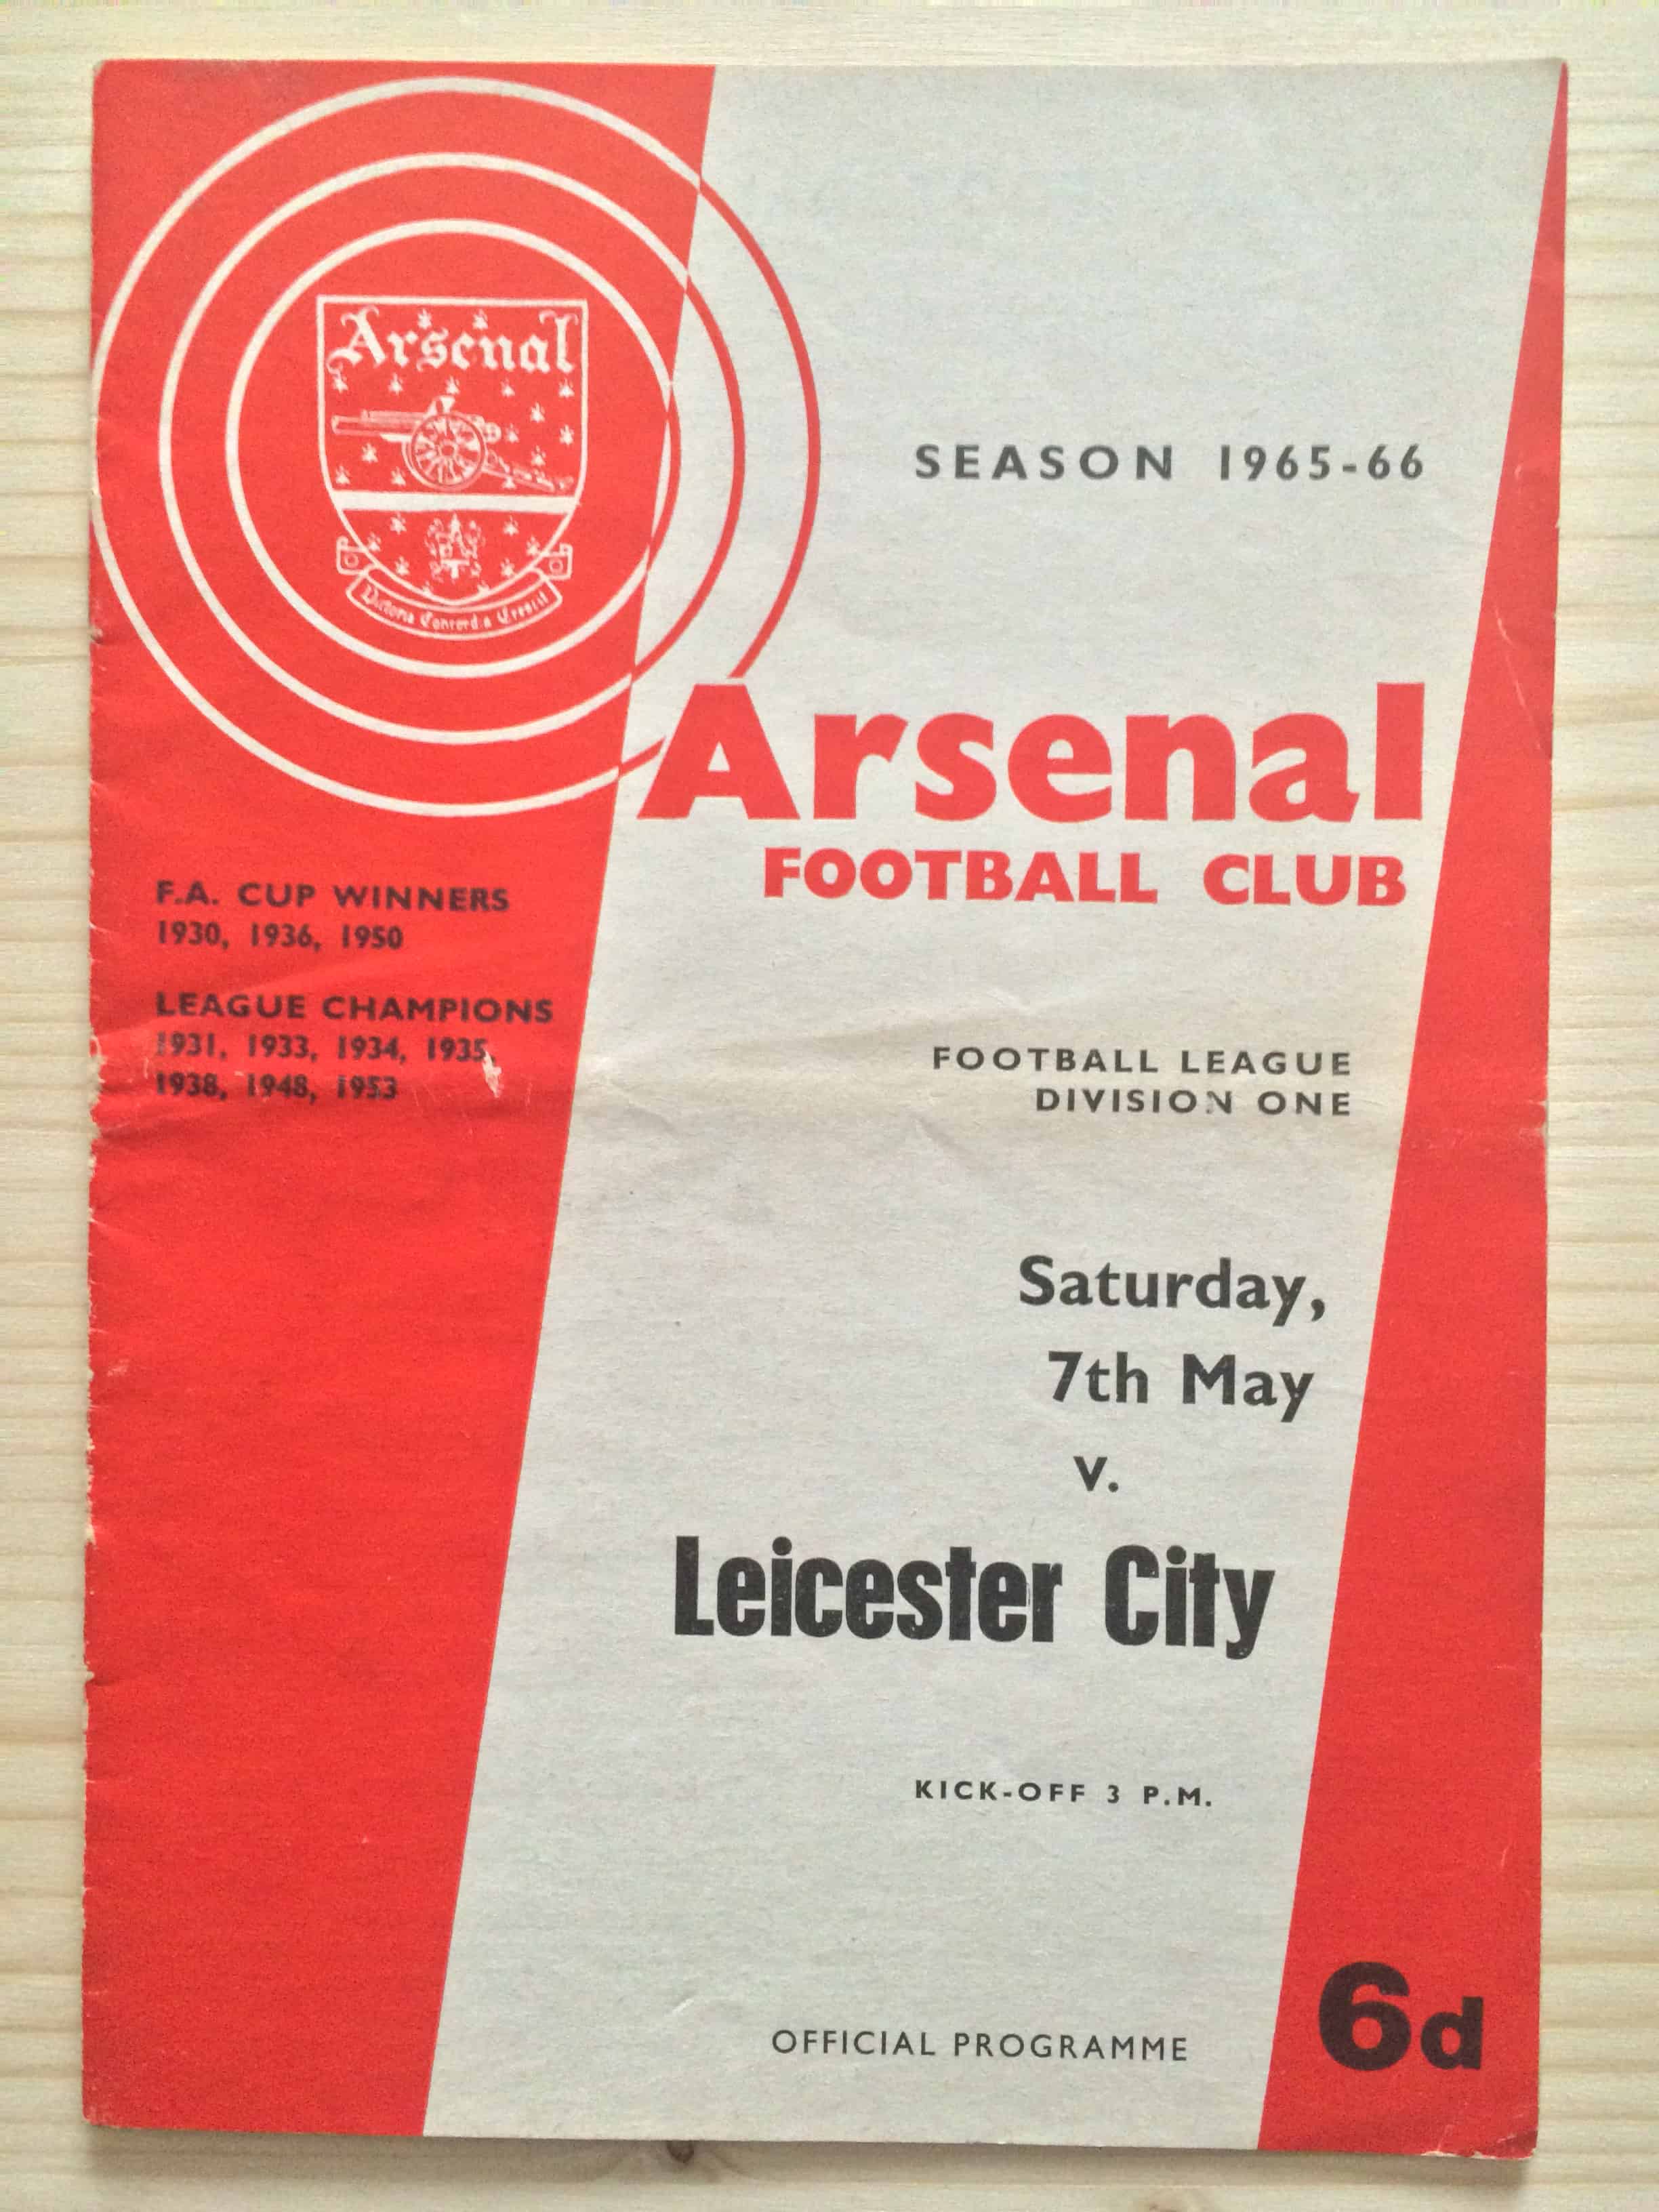 Arsenal
Victoria Concordia Crescit
SEASON 1965-66
Arsenal
FOOTBALL CLUB
F.A. CUP WINNERS
1930, 1936, 1950
LEAGUE CHAMPIONS
1931, 1933, 1934, 1935,
1938, 1948, 1953
FOOTBALL LEAGUE
DIVISION ONE
Saturday,
7th May
v.
Leicester City
KICK-OFF 3 P.M.
OFFICIAL PROGRAMME
6d